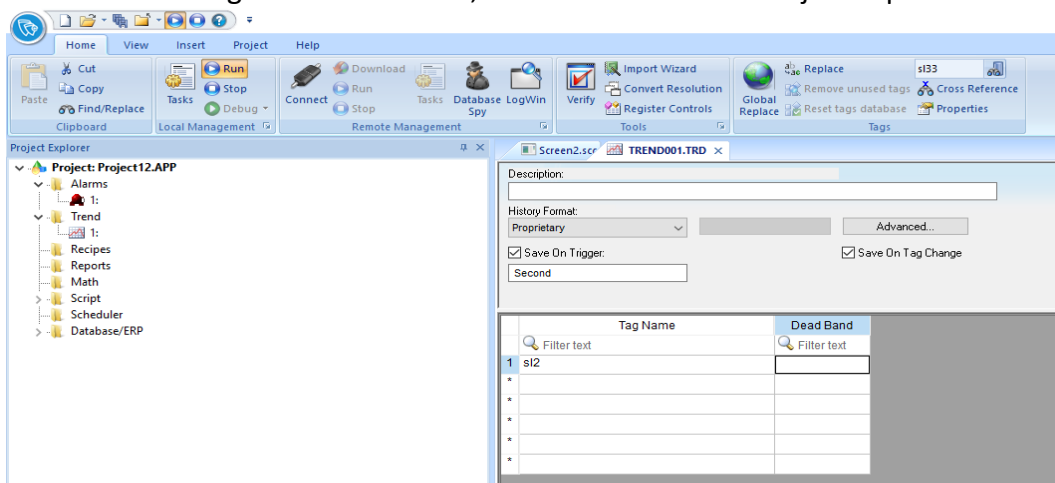 Home View Insert Project Help
Paste
Cut
Copy
Find/Replace
Clipboard
Tasks
Run
Stop
Debug
Local Management
Connect
Download
Run
Stop
Tasks
Database Spy
LogWin
Remote Management
Verify
Import Wizard
Convert Resolution
Register Controls
Tools
Global Replace
Replace
Remove unused tags
Reset tags database
sl33
Cross Reference
Properties
Tags
Project Explorer
Project: Project12.APP
Alarms
1:
Trend
1:
Recipes
Reports
Math
Script
Scheduler
Database/ERP
Screen2.scr TREND001.TRD
Description:
History Format:
Proprietary Advanced...
Save On Trigger: Save On Tag Change
Second
Tag Name Dead Band
Filter text Filter text
1 sl2
*
*
*
*
*